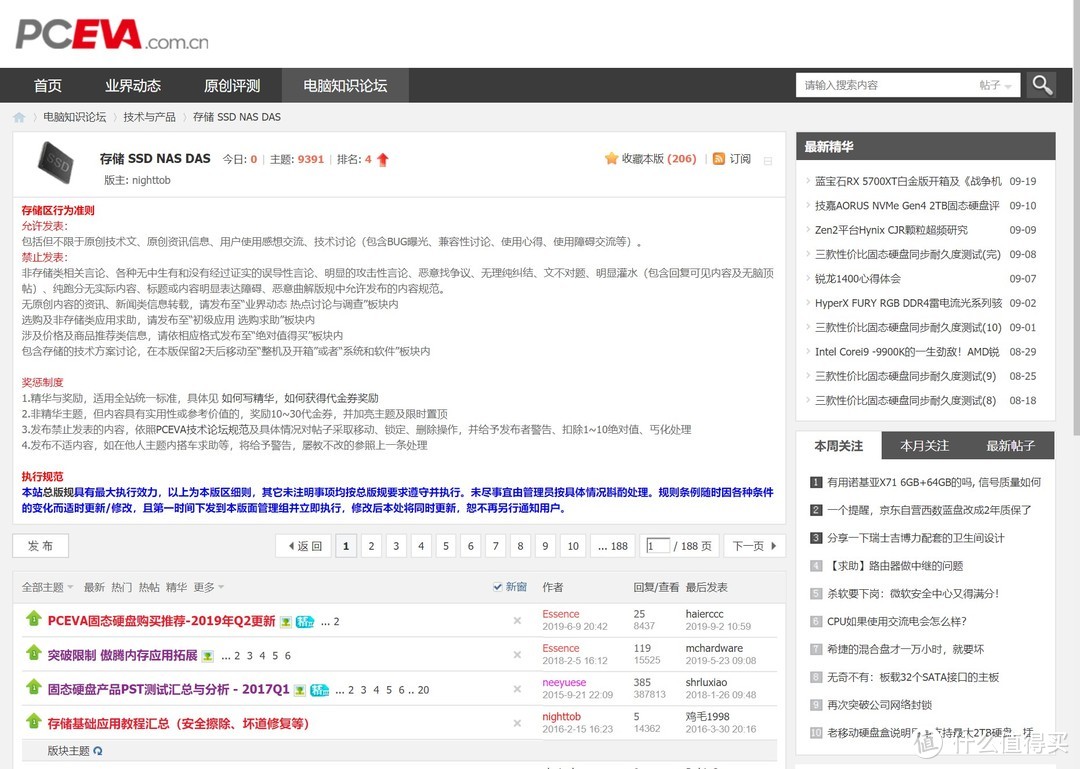 PCEVA.com.cn
首页 业界动态 原创评测 电脑知识论坛 请输入搜索内容 帖子
电脑知识论坛 技术与产品 存储 SSD NAS DAS
SSD
存储 SSD NAS DAS 今日: 0 | 主题: 9391 | 排名: 4
收藏本版 (206) | 订阅
版主: nighttob
存储区行为准则
允许发表:
包括但不限于原创技术文、原创资讯信息、用户使用感想交流、技术讨论（包含BUG曝光、兼容性讨论、使用心得、使用障碍交流等）。
禁止发表:
非存储类相关言论、各种无中生有和没有经过证实的误导性言论、明显的攻击性言论、恶意找争议、无理纯纠结、文不对题、明显灌水（包含回复可见内容及无脑顶
帖）、纯跑分无实际内容、标题或内容明显表达障碍、恶意曲解版规中允许发布的内容规范。
无原创内容的资讯、新闻类信息转载，请发布至“业界动态 热点讨论与调查”板块内
选购及非存储类应用求助，请发布至“初级应用 选购求助”板块内
涉及价格及商品推荐类信息，请依相应格式发布至“绝对值得买”板块内
包含存储的技术方案讨论，在本版保留2天后移动至“整机及开箱”或者“系统和软件”板块内
奖惩制度
1.精华与奖励，适用全站统一标准，具体见 如何写精华，如何获得代金券奖励
2.非精华主题，但内容具有实用性或参考价值的，奖励10~30代金券，并加亮主题及限时置顶
3.发布禁止发表的内容，依照PCEVA技术论坛规范及具体情况对帖子采取移动、锁定、删除操作，并给予发布者警告、扣除1~10绝对值、丐化处理
4.发布不适内容，如在他人主题内搭车求助等，将给予警告，屡教不改的参照上一条处理
执行规范
本站总版规具有最大执行效力，以上为本版区细则，其它未注明事项均按总版规要求遵守并执行。未尽事宜由管理员按具体情况斟酌处理。规则条例随时因各种条件
的变化而适时更新/修改，且第一时间下发到本版面管理组并立即执行，修改后本处将同时更新，恕不再另行通知用户。
发 布 返 回 1 2 3 4 5 6 7 8 9 10 ... 188 1 / 188 页 下一页
全部主题 最新 热门 热帖 精华 更多 新窗 作者 回复/查看 最后发表
PCEVA固态硬盘购买推荐-2019年Q2更新 ... 2 Essence 25 haierccc
2019-6-9 20:42 8437 2019-9-2 10:59
突破限制 傲腾内存应用拓展 ... 2 3 4 5 6 Essence 119 mchardware
2018-2-5 16:12 15525 2019-5-23 09:08
固态硬盘产品PST测试汇总与分析 - 2017Q1 ... 2 3 4 5 6 .. 20 neeyuese 385 shrluxiao
2015-9-21 22:09 387813 2018-1-26 09:48
存储基础应用教程汇总（安全擦除、坏道修复等） nighttob 5 鸡毛1998
2016-2-15 16:23 14362 2016-3-30 20:16
版块主题
最新精华
蓝宝石RX 5700XT白金版开箱及《战争机 09-19
技嘉AORUS NVMe Gen4 2TB固态硬盘评 09-10
Zen2平台Hynix CJR颗粒超频研究 09-09
三款性价比固态硬盘同步耐久度测试(完) 09-08
锐龙1400心得体会 09-07
HyperX FURY RGB DDR4雷电流光系列骇 09-02
三款性价比固态硬盘同步耐久度测试(10) 09-01
Intel Corei9 -9900K的一生劲敌！AMD锐 08-29
三款性价比固态硬盘同步耐久度测试(9) 08-25
三款性价比固态硬盘同步耐久度测试(8) 08-18
本周关注 本月关注 最新帖子
1 有用诺基亚X71 6GB+64GB的吗, 信号质量如何
2 一个提醒，京东自营西数蓝盘改成2年质保了
3 分享一下瑞士吉博力配套的卫生间设计
4 【求助】路由器做中继的问题
5 杀软要下岗：微软安全中心又得满分！
6 CPU如果使用交流电会怎么样？
7 希捷的混合盘才一万小时，就要坏
8 无奇不有：板载32个SATA接口的主板
9 再次突破公司网络封锁
10 老移动硬盘盒说明
持最大2TB硬盘
值 什么值得买